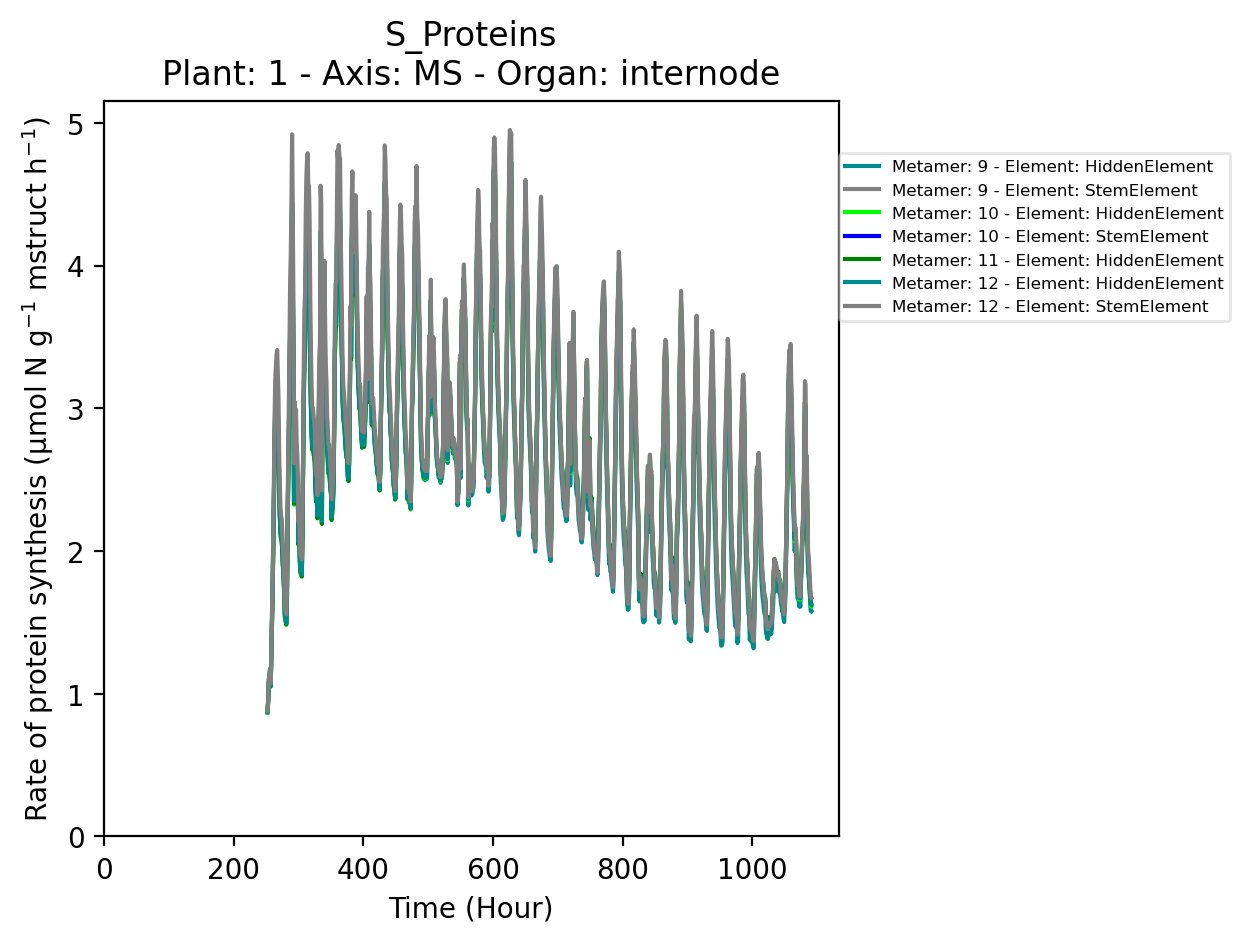 S_Proteins
Plant: 1 - Axis: MS - Organ: internode
Rate of protein synthesis (µmol N g⁻¹ mstruct h⁻¹)
5
4
3
2
1
0
0 200 400 600 800 1000
Time (Hour)
Metamer: 9 - Element: HiddenElement
Metamer: 9 - Element: StemElement
Metamer: 10 - Element: HiddenElement
Metamer: 10 - Element: StemElement
Metamer: 11 - Element: HiddenElement
Metamer: 12 - Element: HiddenElement
Metamer: 12 - Element: StemElement